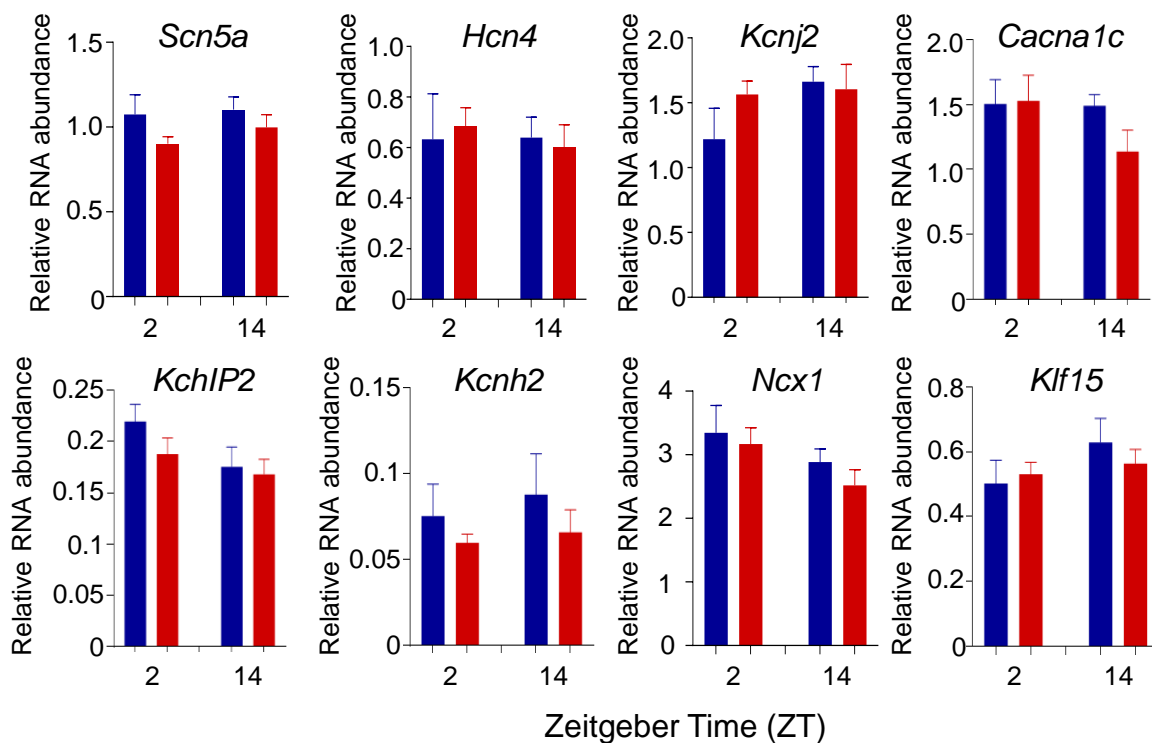 Scn5a
Relative RNA abundance
1.5
1.0
0.5
0
2 14
Hcn4
Relative RNA abundance
1.0
0.8
0.6
0.4
0.2
0
2 14
Kcnj2
Relative RNA abundance
2.0
1.5
1.0
0.5
0
2 14
Cacna1c
Relative RNA abundance
2.0
1.5
1.0
0.5
0
2 14
KchIP2
Relative RNA abundance
0.25
0.2
0.15
0.1
0.05
0
2 14
Kcnh2
Relative RNA abundance
0.15
0.1
0.05
0
2 14
Ncx1
Relative RNA abundance
4
3
2
1
0
2 14
Klf15
Relative RNA abundance
0.8
0.6
0.4
0.2
0
2 14
Zeitgeber Time (ZT)